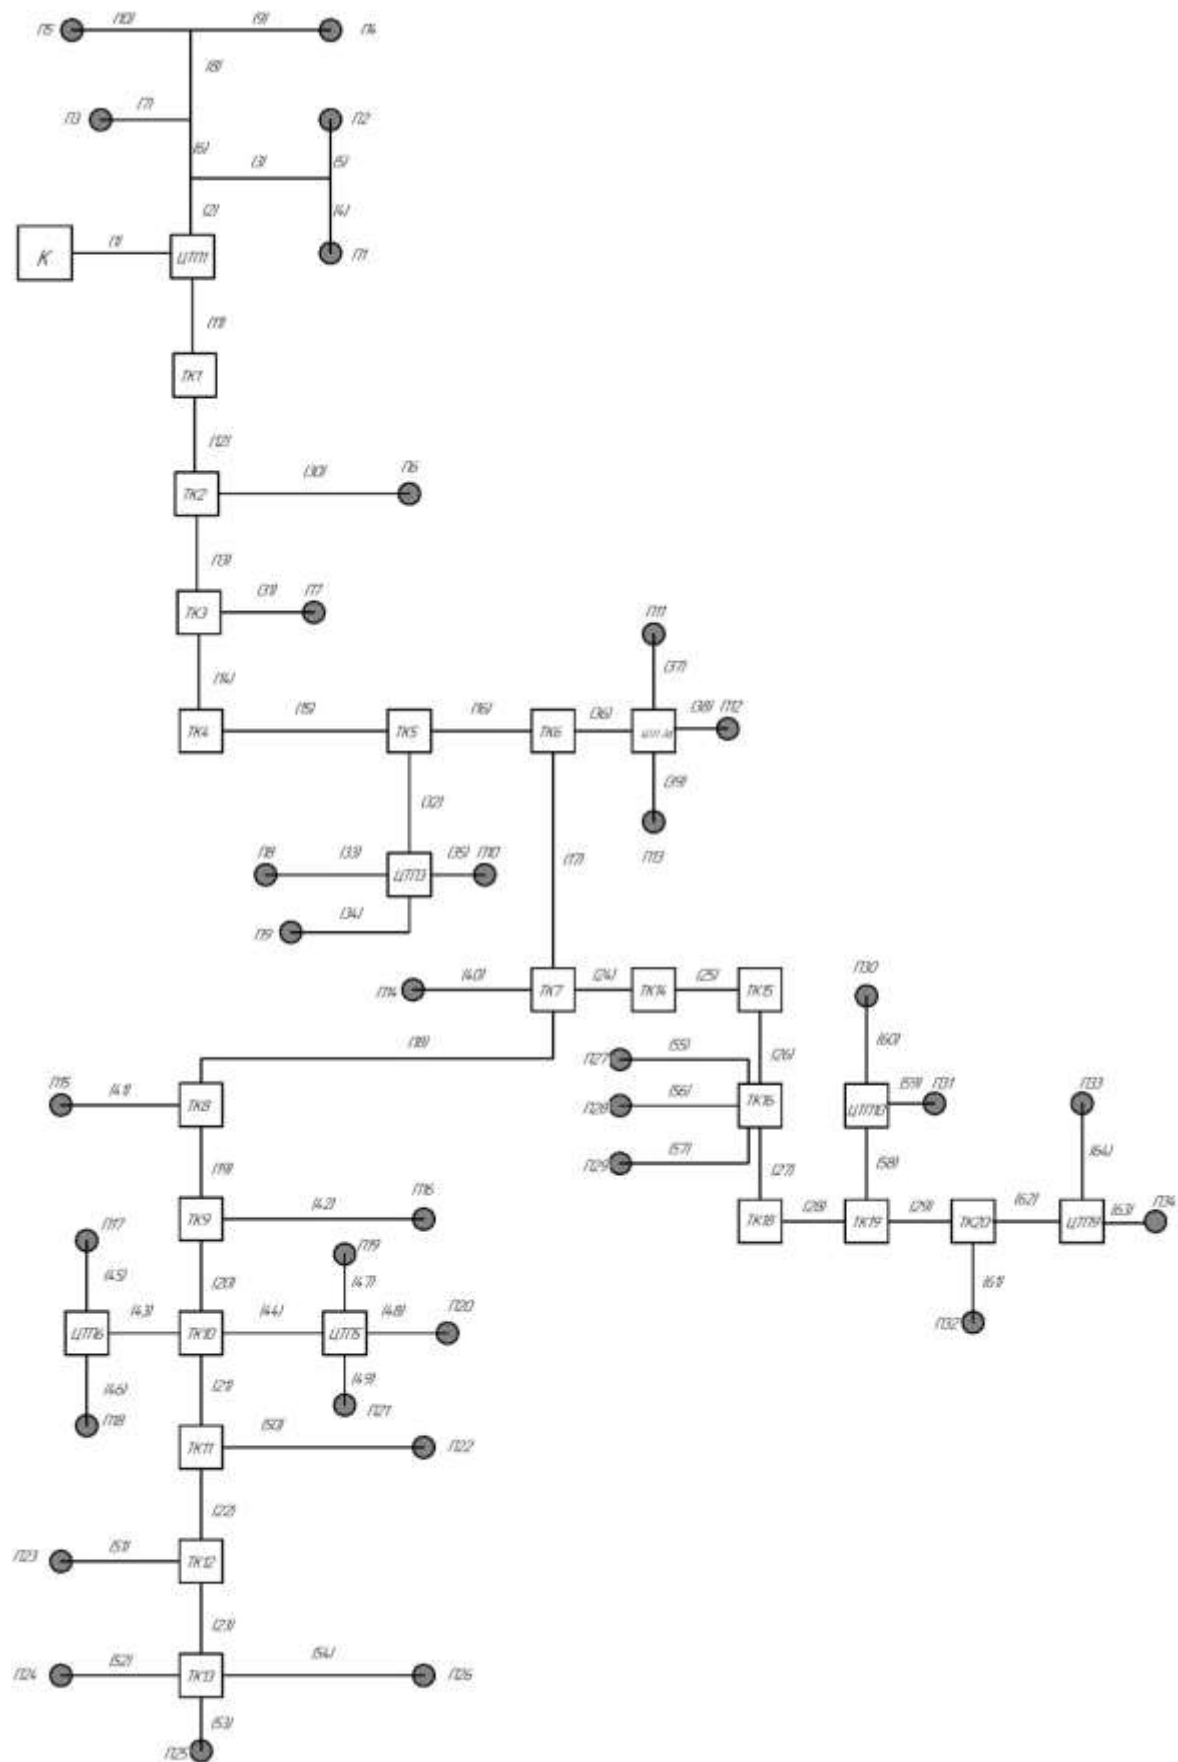 П5 (10) (9) П4
(8)
П3 (7) П2
(6) (3) (5)
(2) (4)
К (1) ЦТП1 П1
(11)
ТК1
(12)
ТК2 (30) П6
(13)
ТК3 (31) П7
(14)
П11
(37)
ТК4 (15) ТК5 (16) ТК6 (36) (38) П12
(32) (39)
П13
П8 (33) ЦТП3 (35) П10 (17)
П9 (34)
П14 (40) ТК7 (24) ТК14 (25) ТК15 П30
(18) П27 (55) (26) (60)
П15 (41) ТК8 П28 (56) ТК16 (59) П31 П33
П29 (57) (27) (58) (64)
(19)
ТК9 (42) П16 ТК18 (28) ТК19 (29) ТК20 (62) ЦТП9 (63) П34
П17 П19 (61)
(45) (20) (47) П32
ЦТП6 (43) ТК10 (44) ЦТП5 (48) П20
(46) (21) (49)
П18 П21
ТК11 (50) П22
(22)
П23 (51) ТК12
(23)
П24 (52) ТК13 (54) П26
(53)
П25